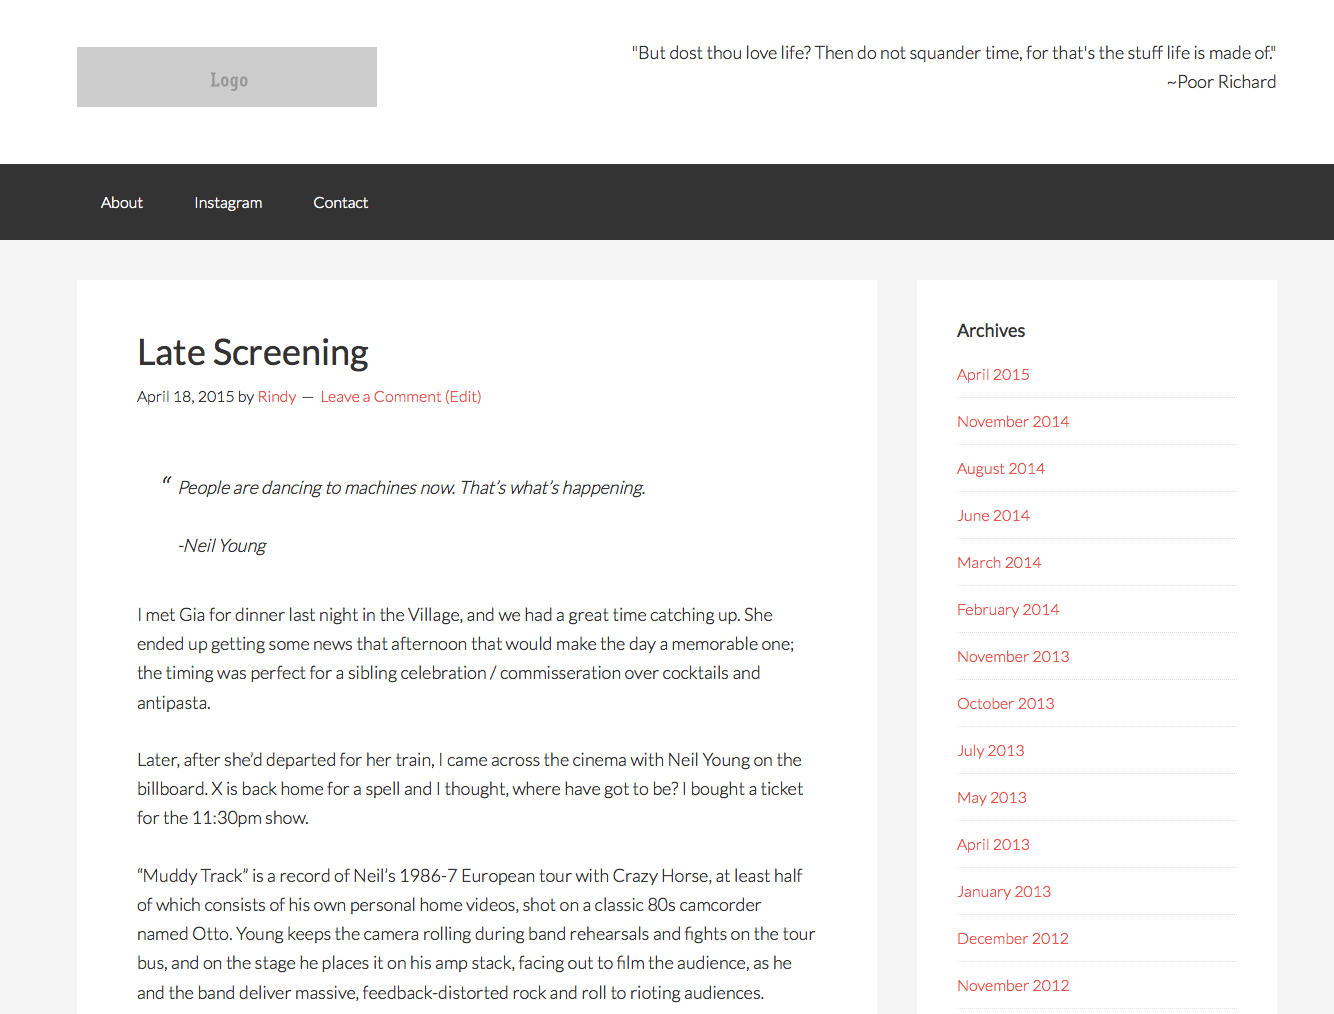 Logo
"But dost thou love life? Then do not squander time, for that's the stuff life is made of."
~Poor Richard
About
Instagram
Contact
Late Screening
April 18, 2015 by Rindy — Leave a Comment (Edit)
“ People are dancing to machines now. That’s what’s happening.
-Neil Young
I met Gia for dinner last night in the Village, and we had a great time catching up. She
ended up getting some news that afternoon that would make the day a memorable one;
the timing was perfect for a sibling celebration / commisseration over cocktails and
antipasta.
Later, after she’d departed for her train, I came across the cinema with Neil Young on the
billboard. X is back home for a spell and I thought, where have got to be? I bought a ticket
for the 11:30pm show.
“Muddy Track” is a record of Neil’s 1986-7 European tour with Crazy Horse, at least half
of which consists of his own personal home videos, shot on a classic 80s camcorder
named Otto. Young keeps the camera rolling during band rehearsals and fights on the tour
bus, and on the stage he places it on his amp stack, facing out to film the audience, as he
and the band deliver massive, feedback-distorted rock and roll to rioting audiences.
Archives
April 2015
November 2014
August 2014
June 2014
March 2014
February 2014
November 2013
October 2013
July 2013
May 2013
April 2013
January 2013
December 2012
November 2012